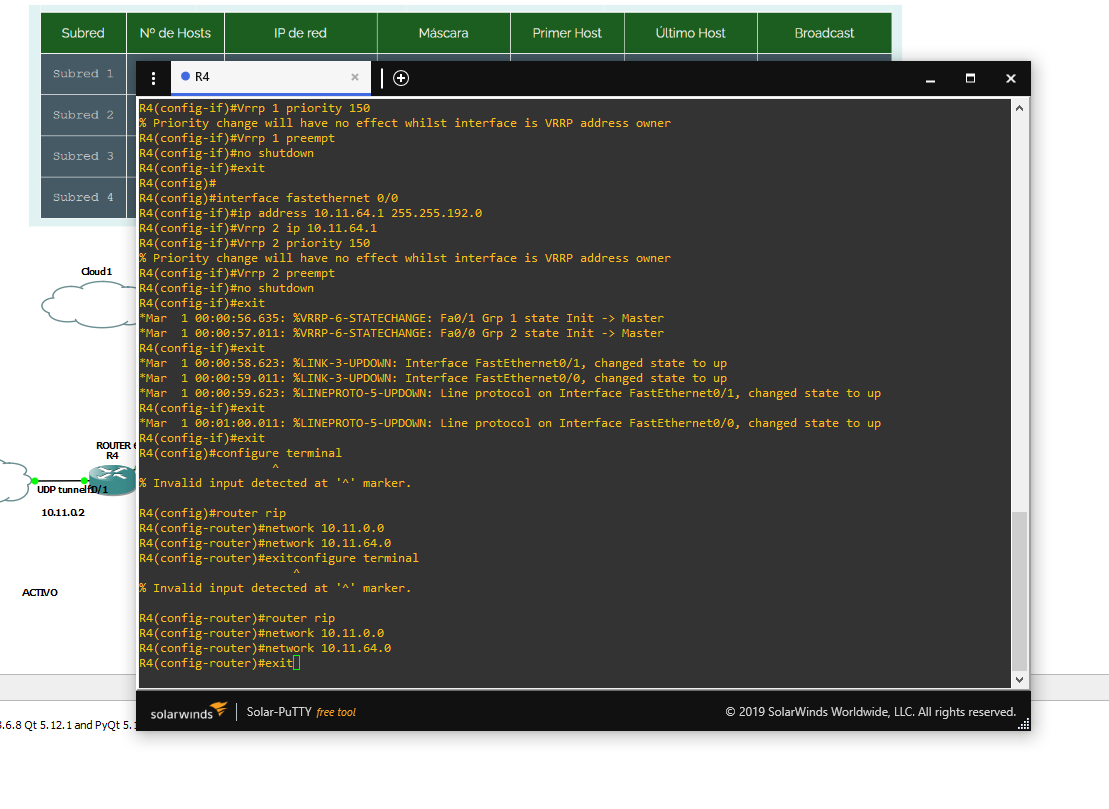 Subred Nº de Hosts IP de red Máscara Primer Host Último Host Broadcast
Subred 1
Subred 2
Subred 3
Subred 4
R4
R4(config-if)#Vrrp 1 priority 150
% Priority change will have no effect whilst interface is VRRP address owner
R4(config-if)#Vrrp 1 preempt
R4(config-if)#no shutdown
R4(config-if)#exit
R4(config)#
R4(config)#interface fastethernet 0/0
R4(config-if)#ip address 10.11.64.1 255.255.192.0
R4(config-if)#Vrrp 2 ip 10.11.64.1
R4(config-if)#Vrrp 2 priority 150
% Priority change will have no effect whilst interface is VRRP address owner
R4(config-if)#Vrrp 2 preempt
R4(config-if)#no shutdown
R4(config-if)#exit
*Mar  1 00:00:56.635: %VRRP-6-STATECHANGE: Fa0/1 Grp 1 state Init -> Master
*Mar  1 00:00:57.011: %VRRP-6-STATECHANGE: Fa0/0 Grp 2 state Init -> Master
R4(config-if)#exit
*Mar  1 00:00:58.623: %LINK-3-UPDOWN: Interface FastEthernet0/1, changed state to up
*Mar  1 00:00:59.011: %LINK-3-UPDOWN: Interface FastEthernet0/0, changed state to up
*Mar  1 00:00:59.623: %LINEPROTO-5-UPDOWN: Line protocol on Interface FastEthernet0/1, changed state to up
R4(config-if)#exit
*Mar  1 00:01:00.011: %LINEPROTO-5-UPDOWN: Line protocol on Interface FastEthernet0/0, changed state to up
R4(config-if)#exit
R4(config)#configure terminal
^
% Invalid input detected at '^' marker.
R4(config)#router rip
R4(config-router)#network 10.11.0.0
R4(config-router)#network 10.11.64.0
R4(config-router)#exitconfigure terminal
^
% Invalid input detected at '^' marker.
R4(config-router)#router rip
R4(config-router)#network 10.11.0.0
R4(config-router)#network 10.11.64.0
R4(config-router)#exit
Cloud1
ROUTER
R4
UDP tunnel f0/1
10.11.0.2
ACTIVO
solarwinds Solar-PuTTY free tool © 2019 SolarWinds Worldwide, LLC. All rights reserved.
.6.8 Qt 5.12.1 and PyQt 5.